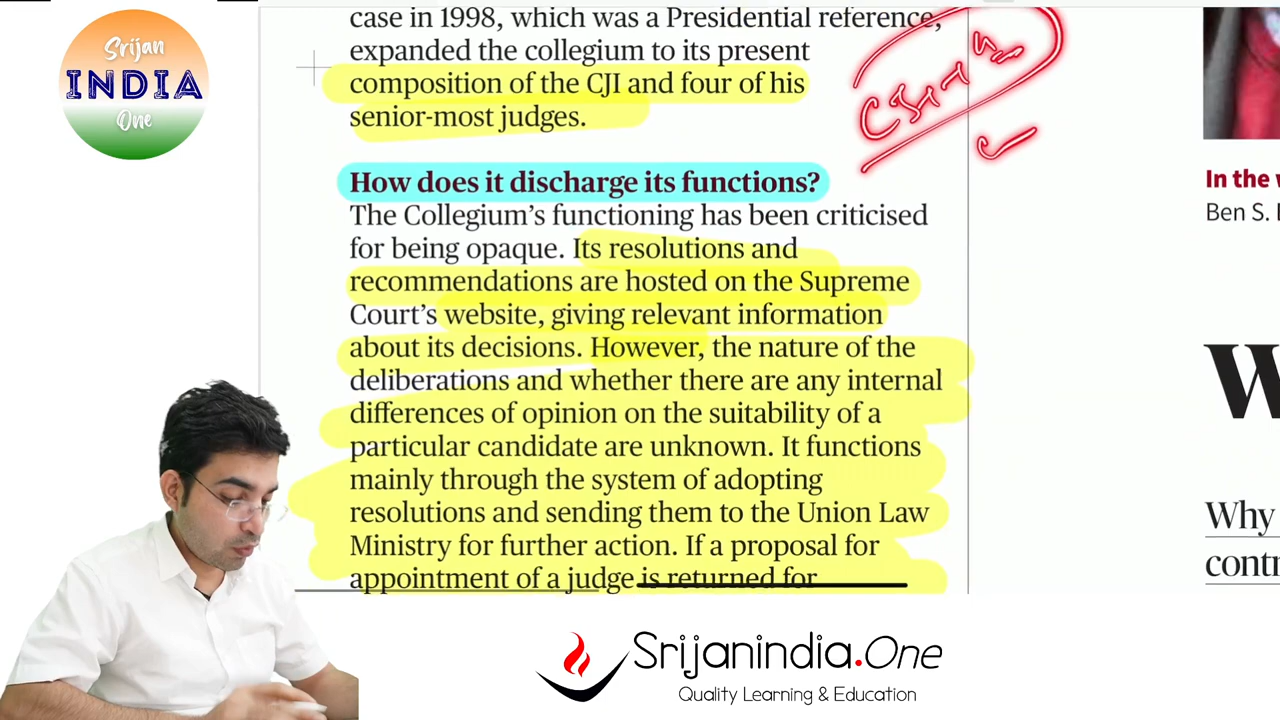 Srijan
INDIA
One
case in 1998, which was a Presidential reference,
expanded the collegium to its present
composition of the CJI and four of his
senior-most judges.
How does it discharge its functions?
The Collegium's functioning has been criticised
for being opaque. Its resolutions and
recommendations are hosted on the Supreme
Court's website, giving relevant information
about its decisions. However, the nature of the
deliberations and whether there are any internal
differences of opinion on the suitability of a
particular candidate are unknown. It functions
mainly through the system of adopting
resolutions and sending them to the Union Law
Ministry for further action. If a proposal for
appointment of a judge is returned for
In the
Ben S.
W
Why
contr
Srijanindia.One
Quality Learning & Education